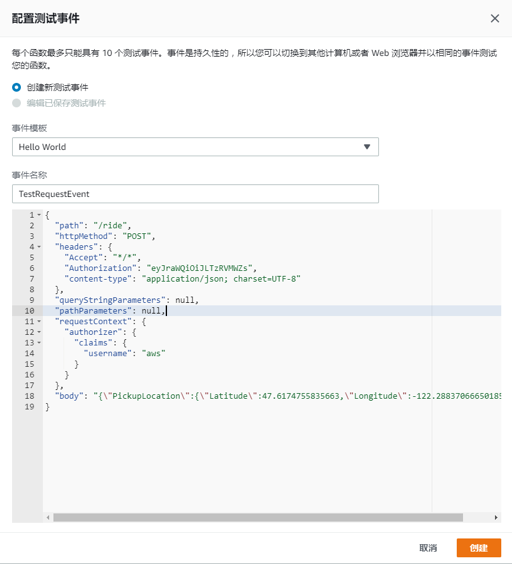 配置测试事件
每个函数最多只能具有 10 个测试事件。事件是持久性的，所以您可以切换到其他计算机或者 Web 浏览器并以相同的事件测试
您的函数。
创建新测试事件
编辑已保存测试事件
事件模板
Hello World
事件名称
TestRequestEvent
1 {
2 "path": "/ride",
3 "httpMethod": "POST",
4 "headers": {
5 "Accept": "*/*",
6 "Authorization": "eyJraWQiOiJLTzRVMWZs",
7 "content-type": "application/json; charset=UTF-8"
8 },
9 "queryStringParameters": null,
10 "pathParameters": null,
11 "requestContext": {
12 "authorizer": {
13 "claims": {
14 "username": "aws"
15 }
16 }
17 },
18 "body": "{\"PickupLocation\":{\"Latitude\":47.6174755835663,\"Longitude\":-122.28837066650185
19 }
取消
创建